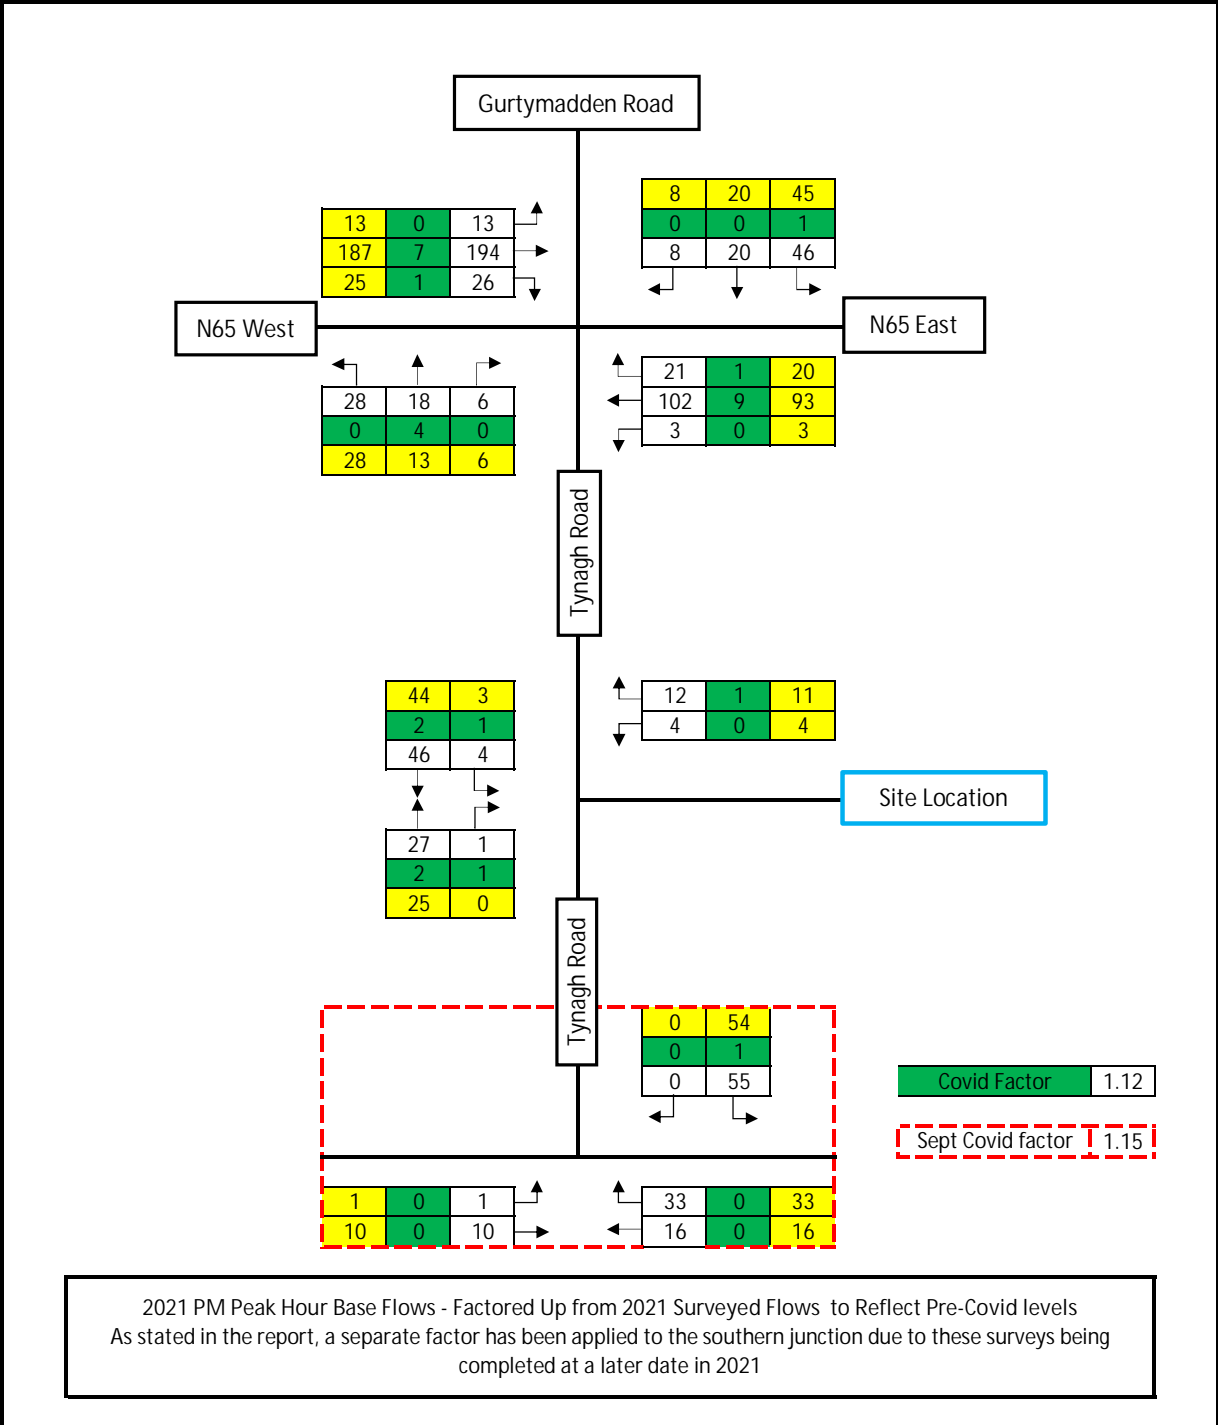 Gurtymadden Road
8 20 45
0 0 1
8 20 46
13 0 13
187 7 194
25 1 26
N65 West
N65 East
21 1 20
102 9 93
3 0 3
28 18 6
0 4 0
28 13 6
Tynagh Road
44 3
2 1
46 4
12 1 11
4 0 4
Site Location
27 1
2 1
25 0
Tynagh Road
0 54
0 1
0 55
Covid Factor 1.12
Sept Covid factor 1.15
1 0 1
10 0 10
33 0 33
16 0 16
2021 PM Peak Hour Base Flows - Factored Up from 2021 Surveyed Flows to Reflect Pre-Covid levels
As stated in the report, a separate factor has been applied to the southern junction due to these surveys being
completed at a later date in 2021